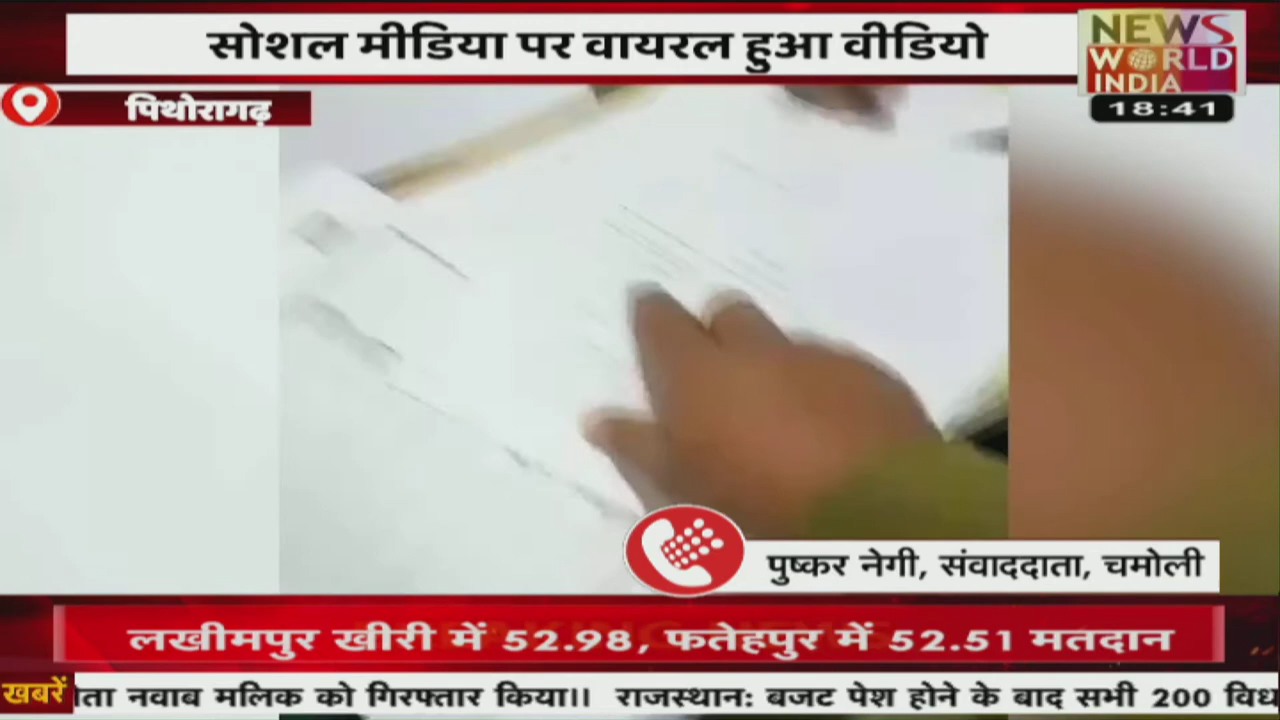 सोशल मीडिया पर वायरल हुआ वीडियो
NEWS
WORLD
INDIA
18:41
पिथोरागढ़
पुष्कर नेगी, संवाददाता, चमोली
लखीमपुर खीरी में 52.98, फतेहपुर में 52.51 मतदान
खबरें
नवाब मलिक को गिरफ्तार किया।। राजस्थान: बजट पेश होने के बाद सभी 200